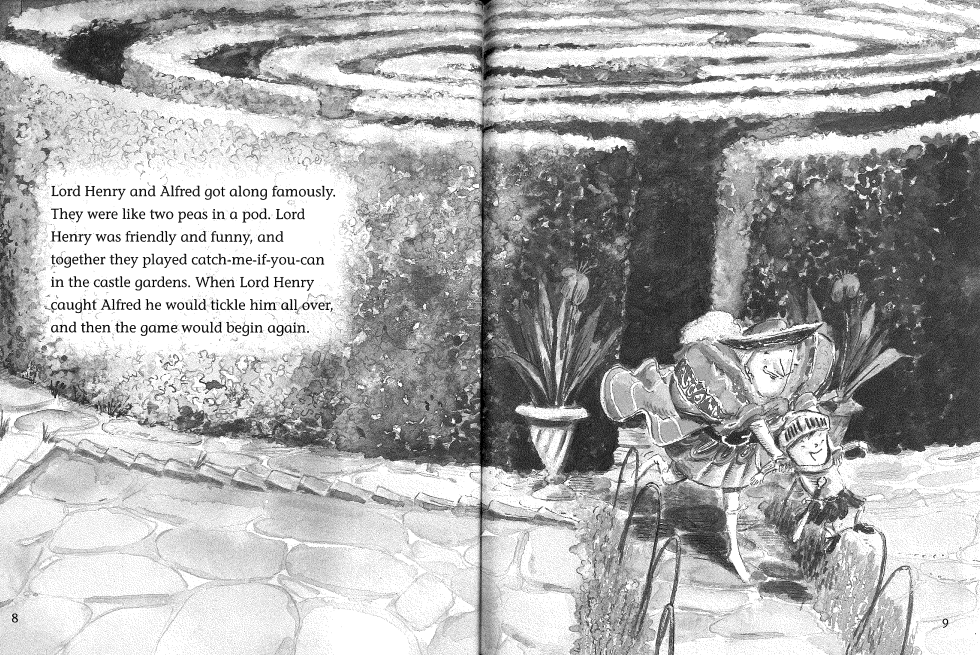 Lord Henry and Alfred got along famously.
They were like two peas in a pod. Lord
Henry was friendly and funny, and
together they played catch-me-if-you-can
in the castle gardens. When Lord Henry
caught Alfred he would tickle him all over,
and then the game would begin again.
8
9